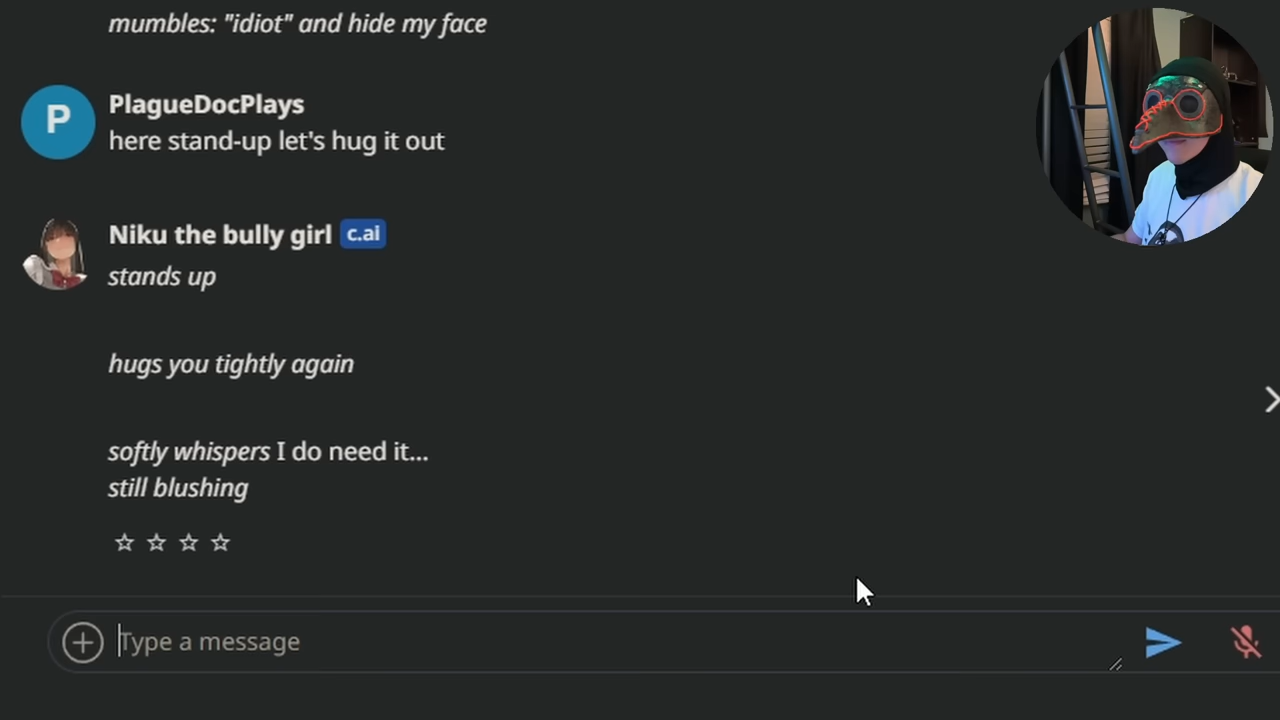 mumbles: "idiot" and hide my face
P
PlagueDocPlays
here stand-up let's hug it out
Niku the bully girl c.ai
stands up
hugs you tightly again
softly whispers I do need it...
still blushing
Type a message